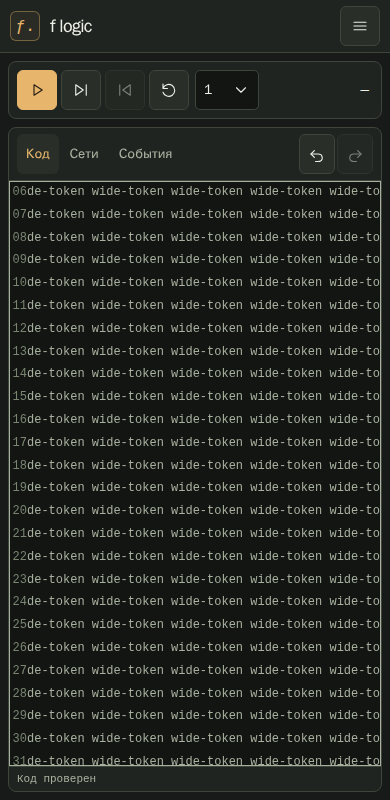 f. f logic
1 –
Код Сети События
06de-token wide-token wide-token wide-token wide-to
07de-token wide-token wide-token wide-token wide-to
08de-token wide-token wide-token wide-token wide-to
09de-token wide-token wide-token wide-token wide-to
10de-token wide-token wide-token wide-token wide-to
11de-token wide-token wide-token wide-token wide-to
12de-token wide-token wide-token wide-token wide-to
13de-token wide-token wide-token wide-token wide-to
14de-token wide-token wide-token wide-token wide-to
15de-token wide-token wide-token wide-token wide-to
16de-token wide-token wide-token wide-token wide-to
17de-token wide-token wide-token wide-token wide-to
18de-token wide-token wide-token wide-token wide-to
19de-token wide-token wide-token wide-token wide-to
20de-token wide-token wide-token wide-token wide-to
21de-token wide-token wide-token wide-token wide-to
22de-token wide-token wide-token wide-token wide-to
23de-token wide-token wide-token wide-token wide-to
24de-token wide-token wide-token wide-token wide-to
25de-token wide-token wide-token wide-token wide-to
26de-token wide-token wide-token wide-token wide-to
27de-token wide-token wide-token wide-token wide-to
28de-token wide-token wide-token wide-token wide-to
29de-token wide-token wide-token wide-token wide-to
30de-token wide-token wide-token wide-token wide-to
31de-token wide-token wide-token wide-token wide-to
Код проверен